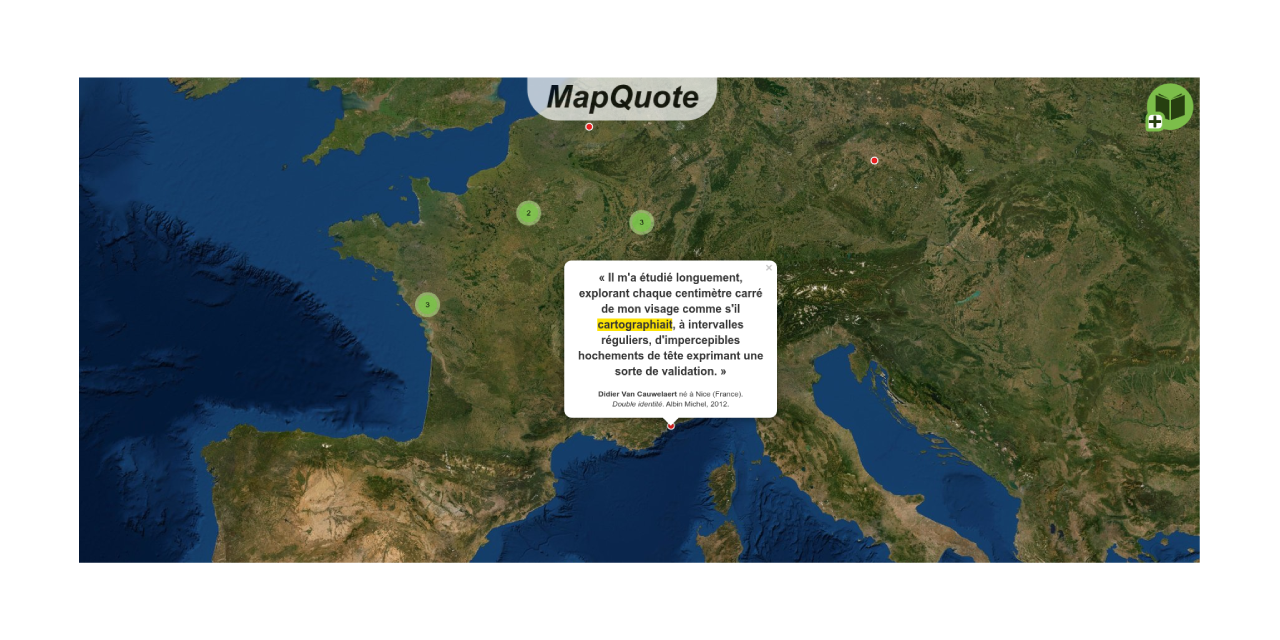 MapQuote
2
3
3
×
« Il m'a étudié longuement,
explorant chaque centimètre carré
de mon visage comme s'il
cartographiait, à intervalles
réguliers, d'impercepibles
hochements de tête exprimant une
sorte de validation. »
Didier Van Cauwelaert né à Nice (France).
Double identité. Albin Michel, 2012.